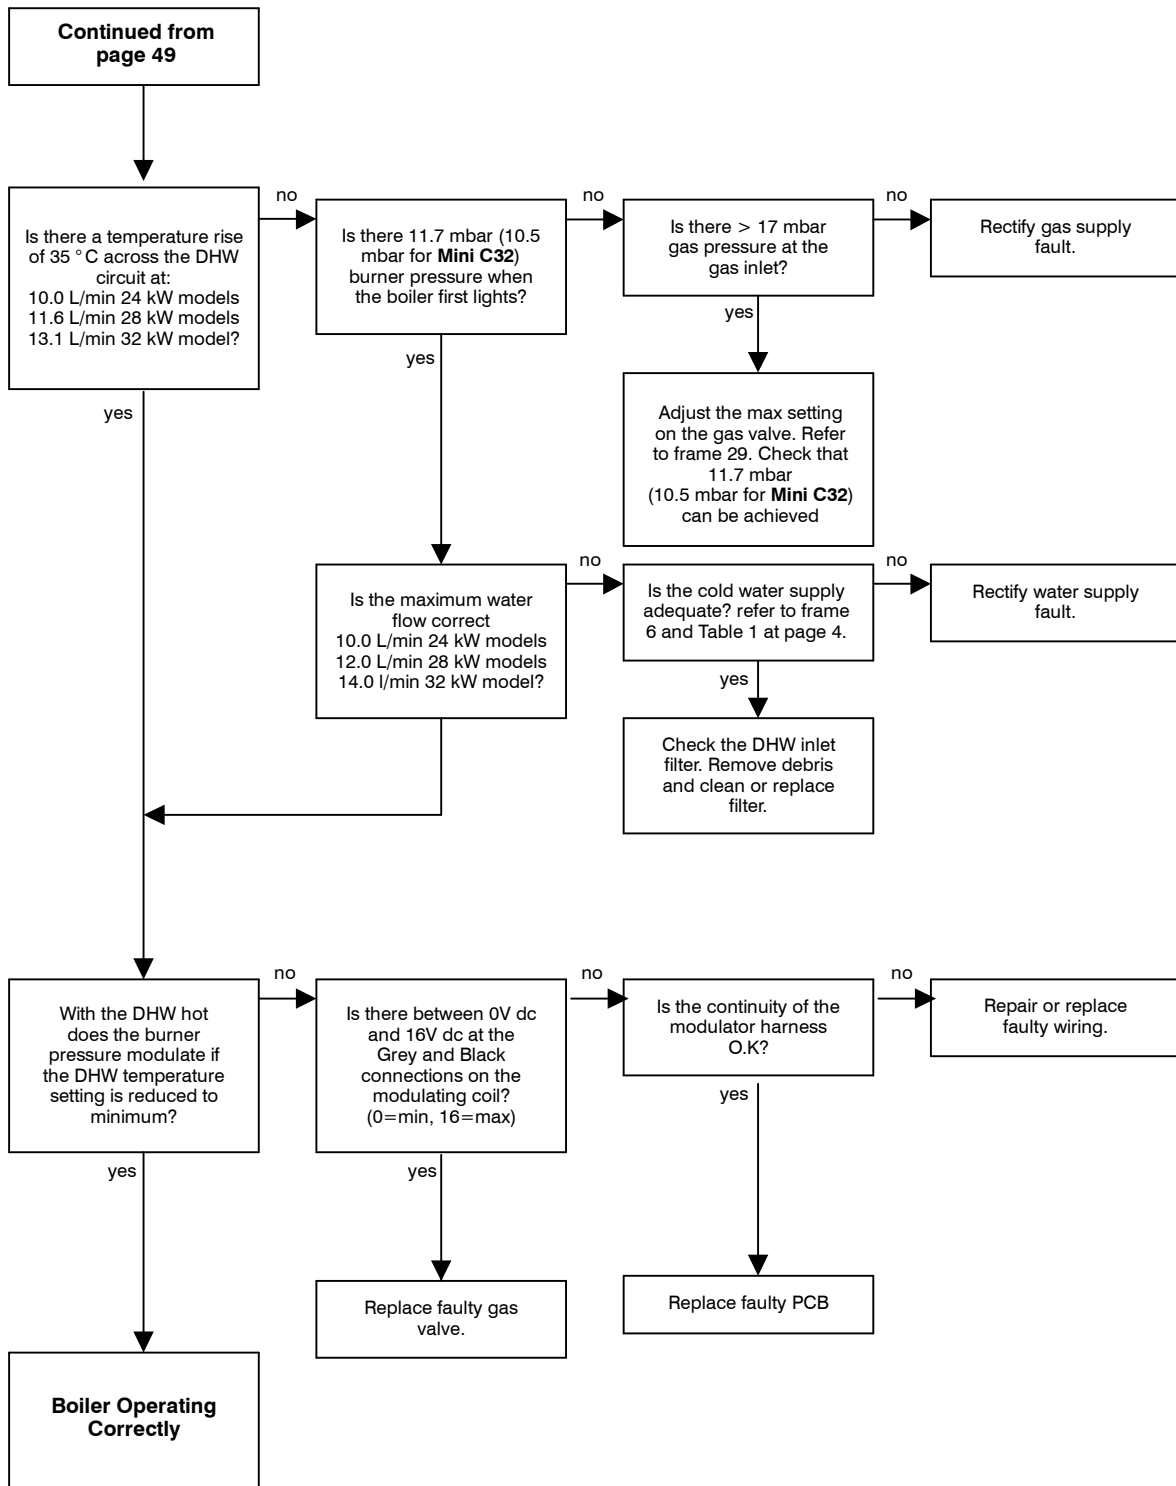 Continued from
page 49
no
no
no
Is there a temperature rise
of 35 °C across the DHW
circuit at:
10.0 L/min 24 kW models
11.6 L/min 28 kW models
13.1 L/min 32 kW model?
Is there 11.7 mbar (10.5
mbar for Mini C32)
burner pressure when
the boiler first lights?
Is there > 17 mbar
gas pressure at the
gas inlet?
Rectify gas supply
fault.
yes
yes
yes
Adjust the max setting
on the gas valve. Refer
to frame 29. Check that
11.7 mbar
(10.5 mbar for Mini C32)
can be achieved
no
no
Is the maximum water
flow correct
10.0 L/min 24 kW models
12.0 L/min 28 kW models
14.0 l/min 32 kW model?
Is the cold water supply
adequate? refer to frame
6 and Table 1 at page 4.
Rectify water supply
fault.
yes
Check the DHW inlet
filter. Remove debris
and clean or replace
filter.
no
no
no
With the DHW hot
does the burner
pressure modulate if
the DHW temperature
setting is reduced to
minimum?
Is there between 0V dc
and 16V dc at the
Grey and Black
connections on the
modulating coil?
(0=min, 16=max)
Is the continuity of the
modulator harness
O.K?
Repair or replace
faulty wiring.
yes
yes
yes
Replace faulty gas
valve.
Replace faulty PCB
Boiler Operating
Correctly